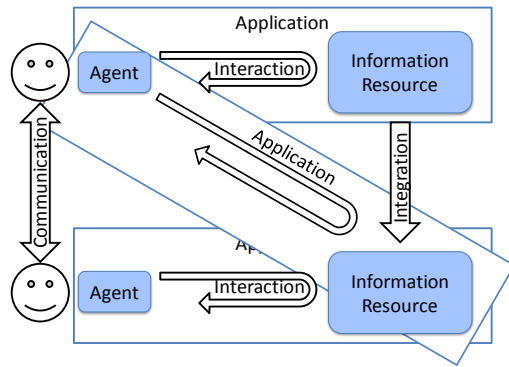 Application
Agent
Interaction
Information
Resource
Application
Communication
Integration
Agent
Interaction
Information
Resource